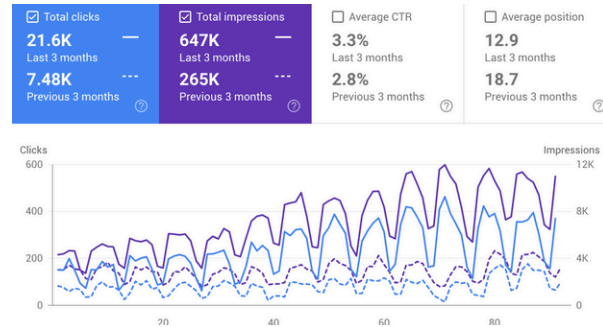 Total clicks
21.6K
Last 3 months
7.48K
Previous 3 months
Total impressions
647K
Last 3 months
265K
Previous 3 months
Average CTR
3.3%
Last 3 months
2.8%
Previous 3 months
Average position
12.9
Last 3 months
18.7
Previous 3 months
Clicks
Impressions
600
12K
400
8K
200
4K
0
0
20
40
60
80